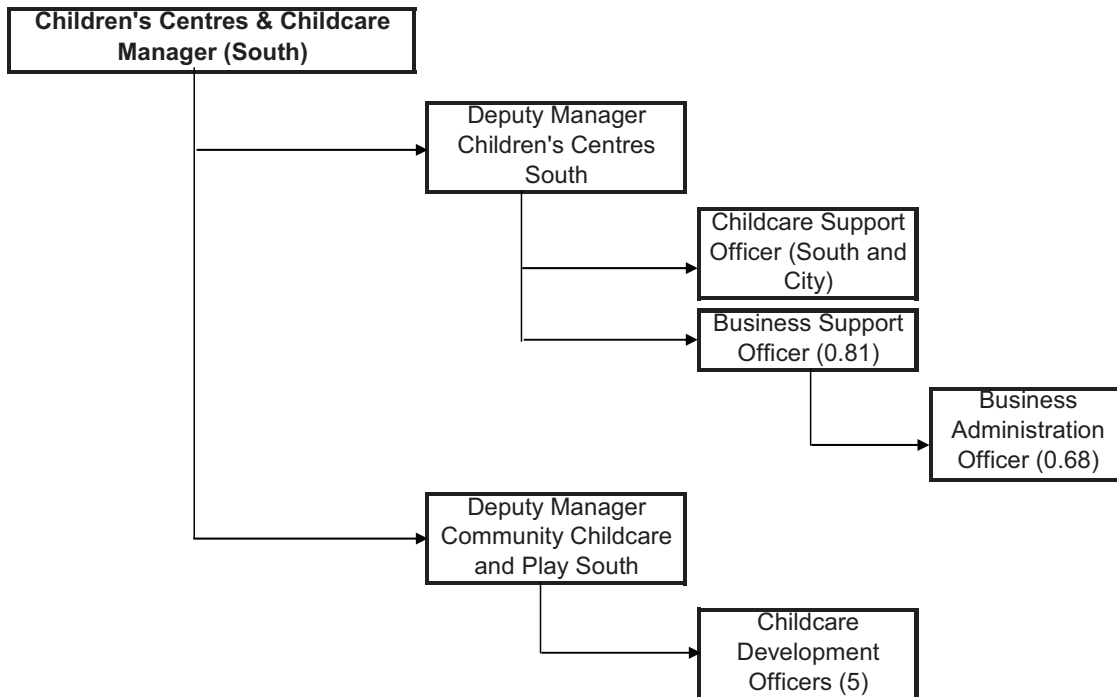 Children's Centres & Childcare
Manager (South)
Deputy Manager
Children's Centres
South
Childcare Support
Officer (South and
City)
Business Support
Officer (0.81)
Business
Administration
Officer (0.68)
Deputy Manager
Community Childcare
and Play South
Childcare
Development
Officers (5)